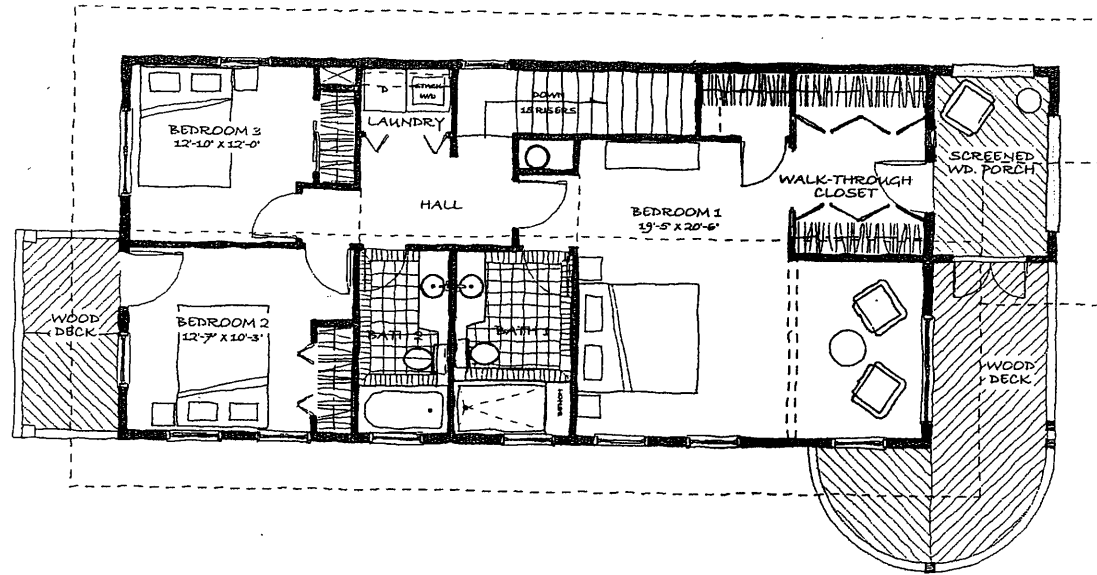 BEDROOM 3
12'-10" X 12'-0"
D
LAUNDRY
DOWN
15 RISERS
HALL
BEDROOM 1
19'-5" X 20'-6"
WALK-THROUGH
CLOSET
SCREENED
WD. PORCH
WOOD
DECK
BEDROOM 2
12'-7" X 10'-3"
BATH 2
BATH 1
BENCH
WOOD
DECK